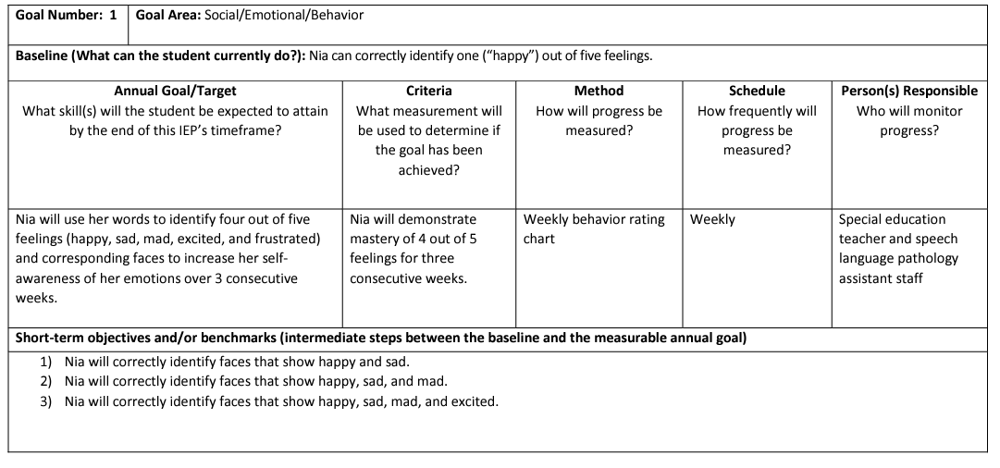 Goal Number: 1
Goal Area: Social/Emotional/Behavior
Baseline (What can the student currently do?): Nia can correctly identify one (“happy”) out of five feelings.
Annual Goal/Target
What skill(s) will the student be expected to attain
by the end of this IEP’s timeframe?
Criteria
What measurement will
be used to determine if
the goal has been
achieved?
Method
How will progress be
measured?
Schedule
How frequently will
progress be
measured?
Person(s) Responsible
Who will monitor
progress?
Nia will use her words to identify four out of five
feelings (happy, sad, mad, excited, and frustrated)
and corresponding faces to increase her self-
awareness of her emotions over 3 consecutive
weeks.
Nia will demonstrate
mastery of 4 out of 5
feelings for three
consecutive weeks.
Weekly behavior rating
chart
Weekly
Special education
teacher and speech
language pathology
assistant staff
Short-term objectives and/or benchmarks (intermediate steps between the baseline and the measurable annual goal)
1) Nia will correctly identify faces that show happy and sad.
2) Nia will correctly identify faces that show happy, sad, and mad.
3) Nia will correctly identify faces that show happy, sad, mad, and excited.